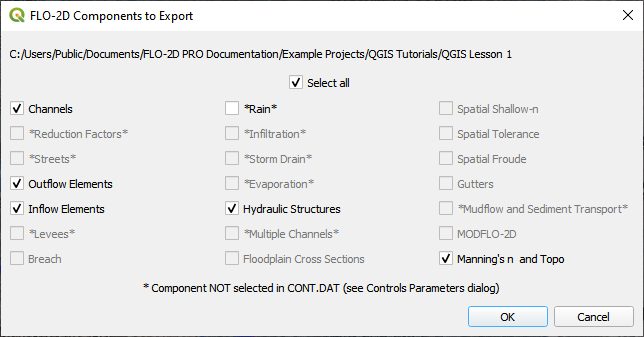 FLO-2D Components to Export
C:/Users/Public/Documents/FLO-2D PRO Documentation/Example Projects/QGIS Tutorials/QGIS Lesson 1
Select all
Channels
*Rain*
Spatial Shallow-n
*Reduction Factors*
*Infiltration*
Spatial Tolerance
*Streets*
*Storm Drain*
Spatial Froude
Outflow Elements
*Evaporation*
Gutters
Inflow Elements
Hydraulic Structures
*Mudflow and Sediment Transport*
*Levees*
*Multiple Channels*
MODFLO-2D
Breach
Floodplain Cross Sections
Manning's n and Topo
* Component NOT selected in CONT.DAT (see Controls Parameters dialog)
OK
Cancel